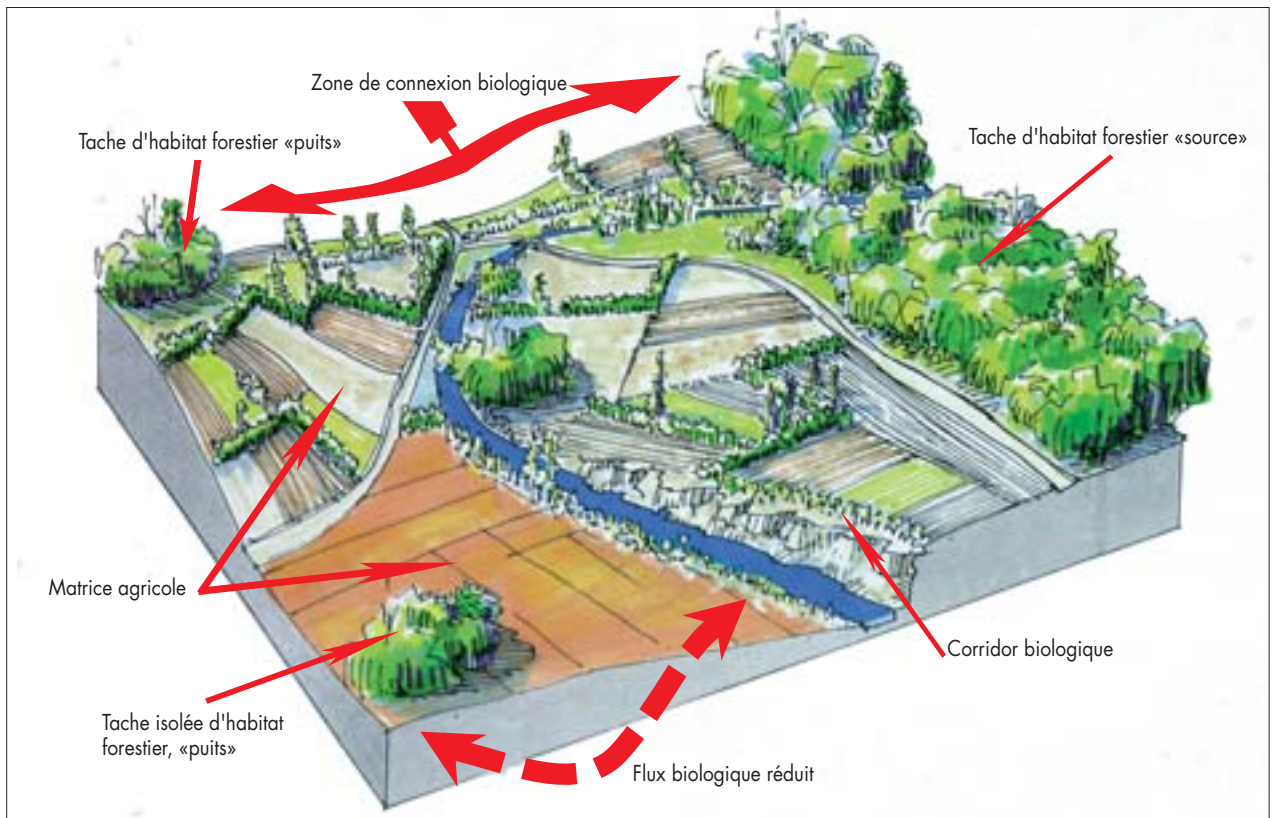 Zone de connexion biologique
Tache d'habitat forestier «puits»
Tache d'habitat forestier «source»
Matrice agricole
Corridor biologique
Tache isolée d'habitat
forestier, «puits»
Flux biologique réduit